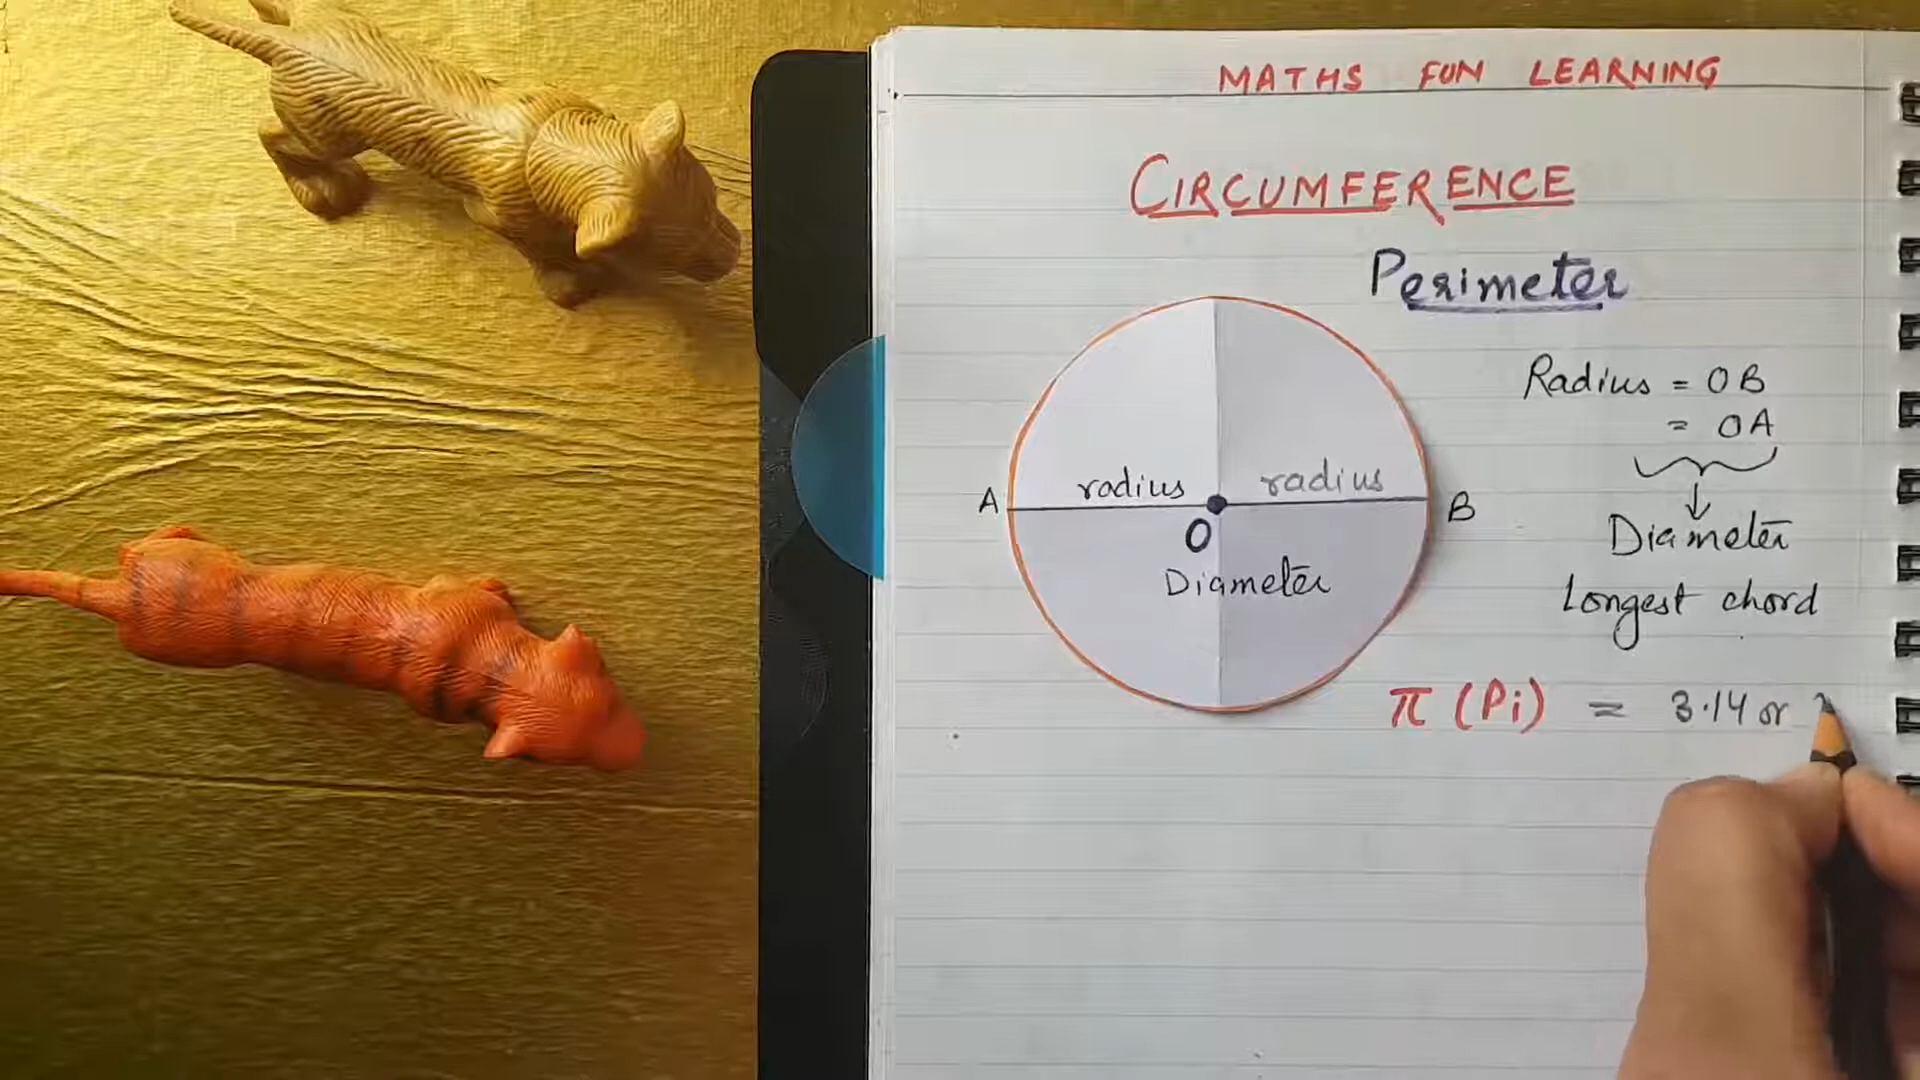 MATHS FUN LEARNING
CIRCUMFERENCE
Perimeter
Radius = OB
= OA
A radius radius B
O
Diameter
Diameter
Longest chord
π (Pi) = 3.14 or